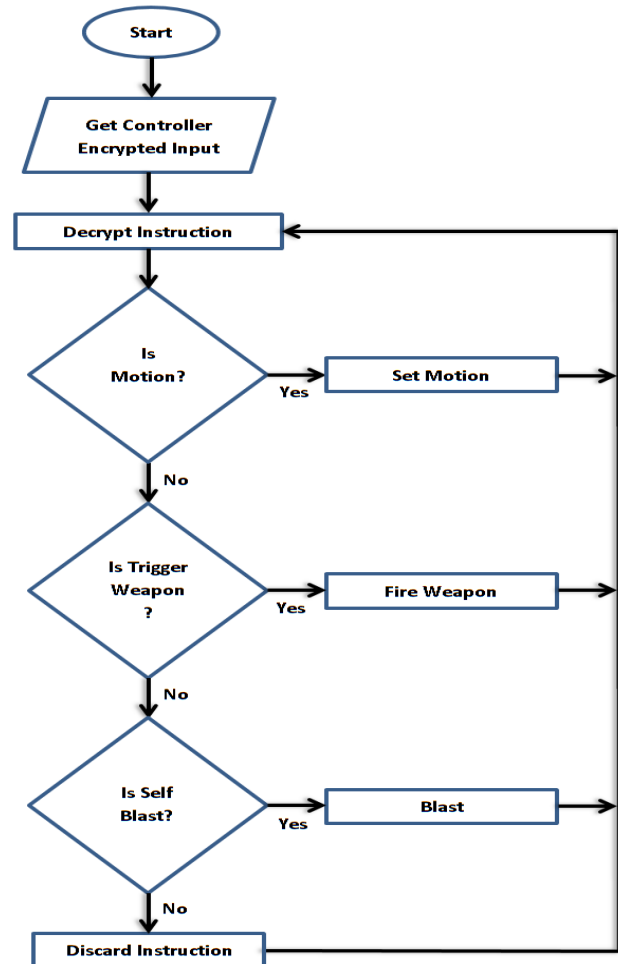 Start
Get Controller
Encrypted Input
Decrypt Instruction
Is
Motion?
Yes
Set Motion
No
Is Trigger
Weapon
?
Yes
Fire Weapon
No
Is Self
Blast?
Yes
Blast
No
Discard Instruction